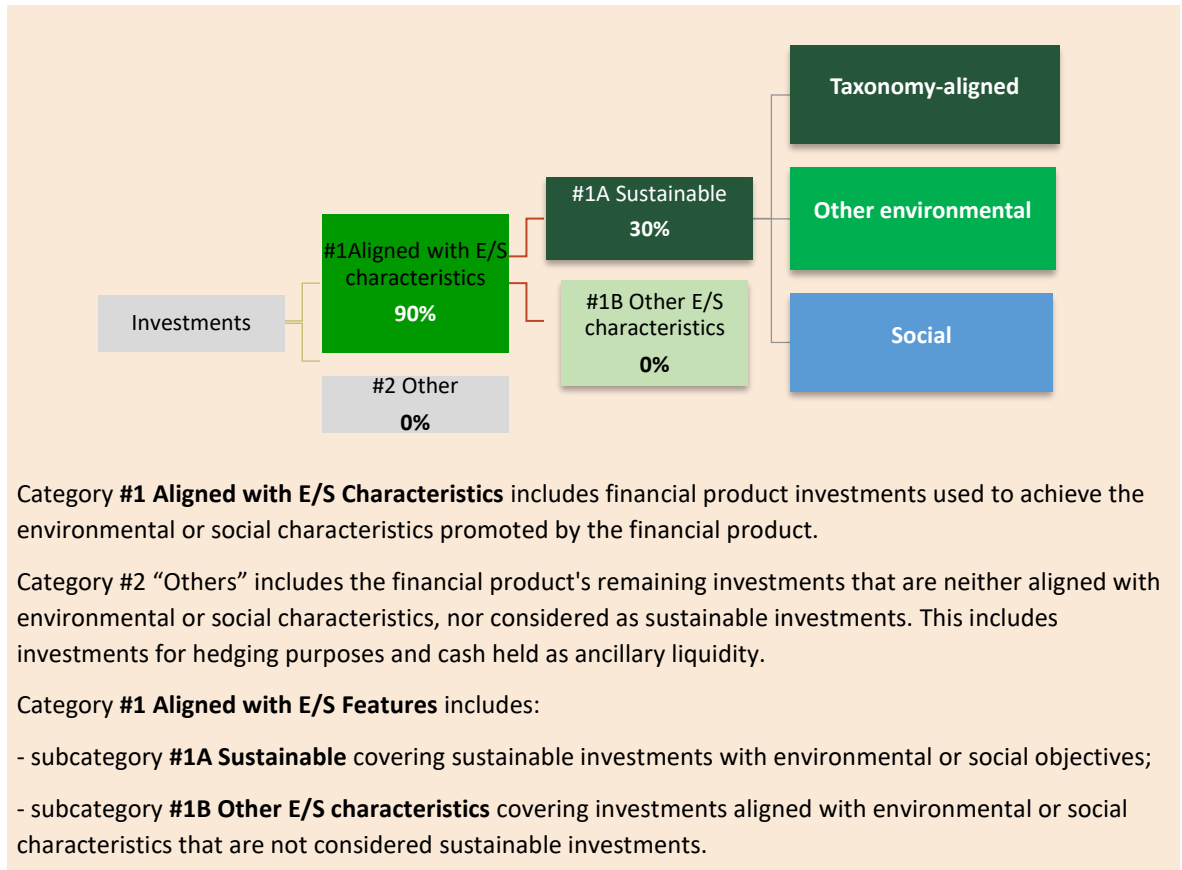 Taxonomy-aligned
#1A Sustainable
30%
Other environmental
#1Aligned with E/S
characteristics
90%
#1B Other E/S
characteristics
0%
Investments
Social
#2 Other
0%
Category #1 Aligned with E/S Characteristics includes financial product investments used to achieve the
environmental or social characteristics promoted by the financial product.
Category #2 “Others” includes the financial product's remaining investments that are neither aligned with
environmental or social characteristics, nor considered as sustainable investments. This includes
investments for hedging purposes and cash held as ancillary liquidity.
Category #1 Aligned with E/S Features includes:
- subcategory #1A Sustainable covering sustainable investments with environmental or social objectives;
- subcategory #1B Other E/S characteristics covering investments aligned with environmental or social
characteristics that are not considered sustainable investments.